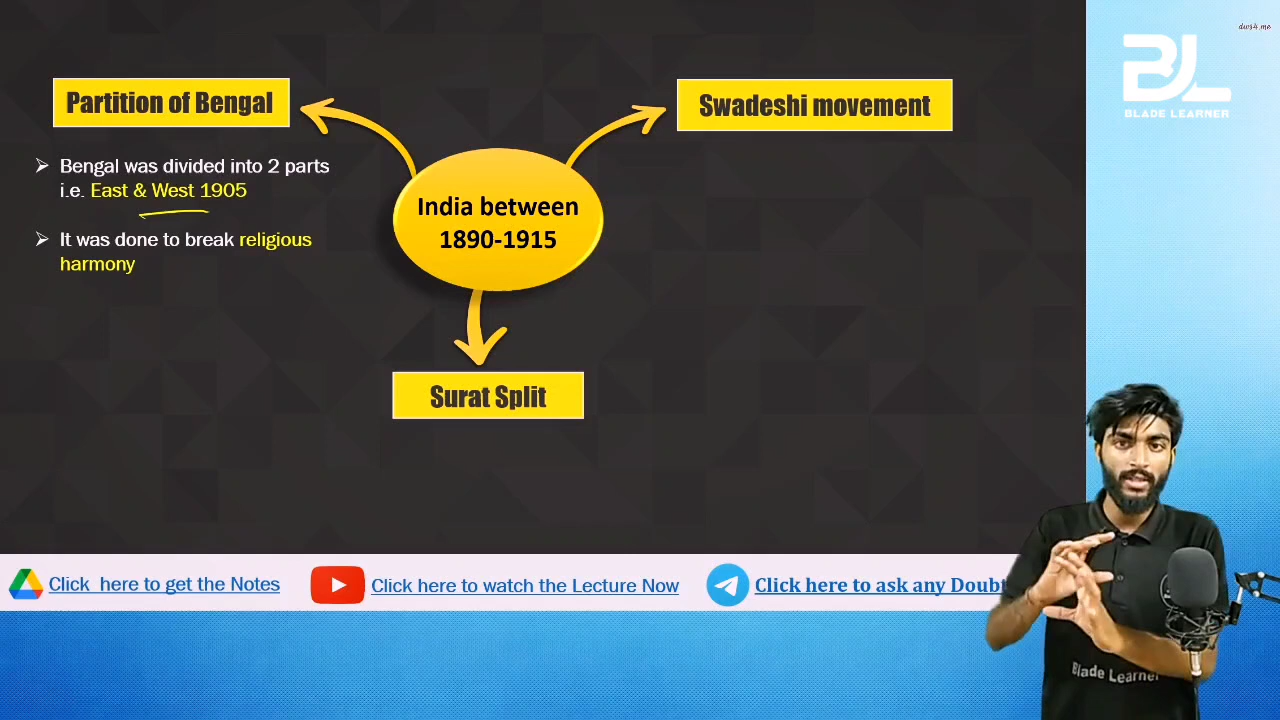 dws4.me
BL
BLADE LEARNER
Partition of Bengal
Swadeshi movement
Bengal was divided into 2 parts
i.e. East & West 1905
It was done to break religious
harmony
India between
1890-1915
Surat Split
Click here to get the Notes
Click here to watch the Lecture Now
Click here to ask any Doubt
Blade Learner